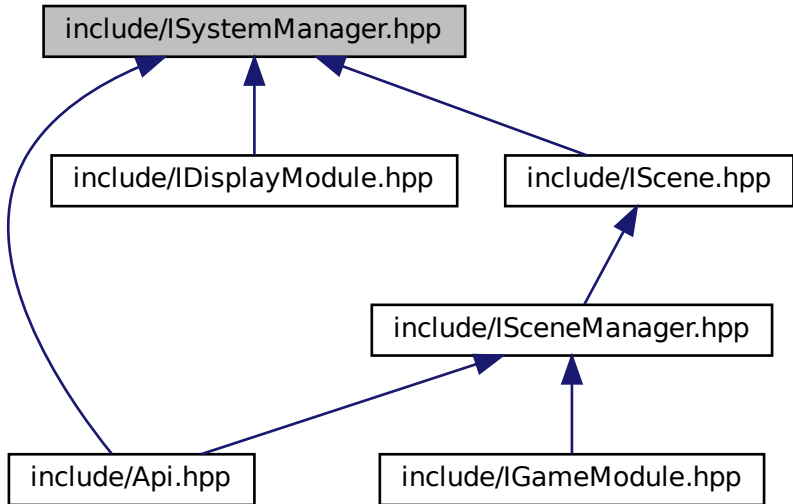 include/ISystemManager.hpp
include/IDisplayModule.hpp
include/IScene.hpp
include/ISceneManager.hpp
include/Api.hpp
include/IGameModule.hpp